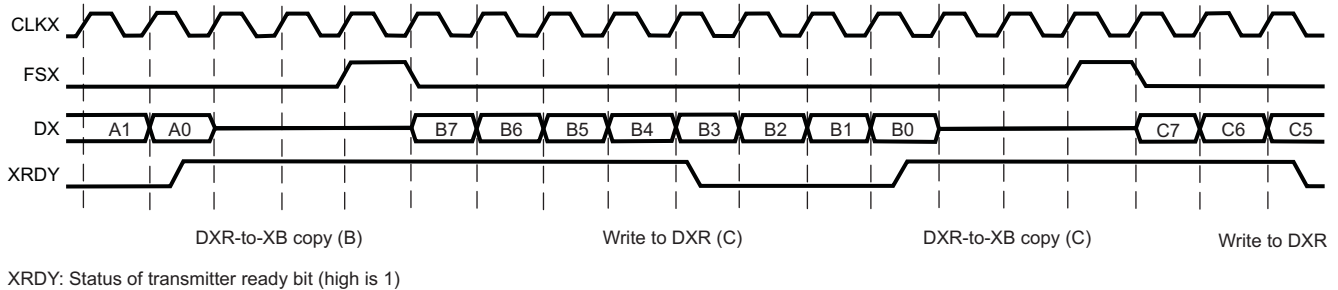 CLKX
FSX
DX A1 A0 B7 B6 B5 B4 B3 B2 B1 B0 C7 C6 C5
XRDY
DXR-to-XB copy (B) Write to DXR (C) DXR-to-XB copy (C) Write to DXR
XRDY: Status of transmitter ready bit (high is 1)